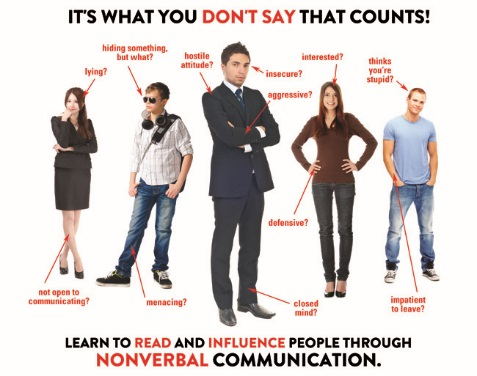 IT'S WHAT YOU DON'T SAY THAT COUNTS!
lying?
hiding something,
but what?
hostile
attitude?
insecure?
aggressive?
interested?
thinks
you're
stupid?
not open to
communicating?
menacing?
defensive?
closed
mind?
impatient
to leave?
LEARN TO READ AND INFLUENCE PEOPLE THROUGH
NONVERBAL COMMUNICATION.